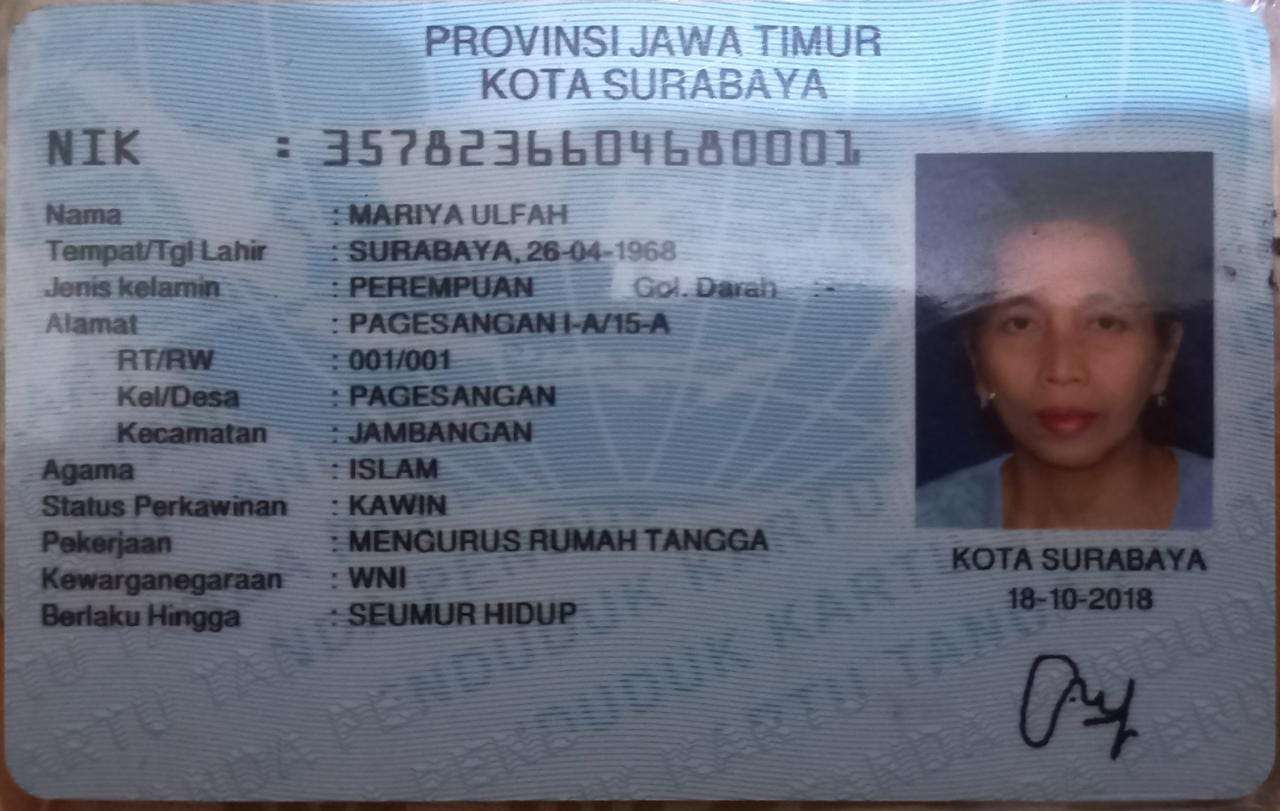 PROVINSI JAWA TIMUR
KOTA SURABAYA
NIK : 3578236604680001
Nama : MARIYA ULFAH
Tempat/Tgl Lahir : SURABAYA, 26-04-1968
Jenis kelamin : PEREMPUAN Gol. Darah : -
Alamat : PAGESANGAN I-A/15-A
RT/RW : 001/001
Kel/Desa : PAGESANGAN
Kecamatan : JAMBANGAN
Agama : ISLAM
Status Perkawinan : KAWIN
Pekerjaan : MENGURUS RUMAH TANGGA
Kewarganegaraan : WNI
Berlaku Hingga : SEUMUR HIDUP
KOTA SURABAYA
18-10-2018